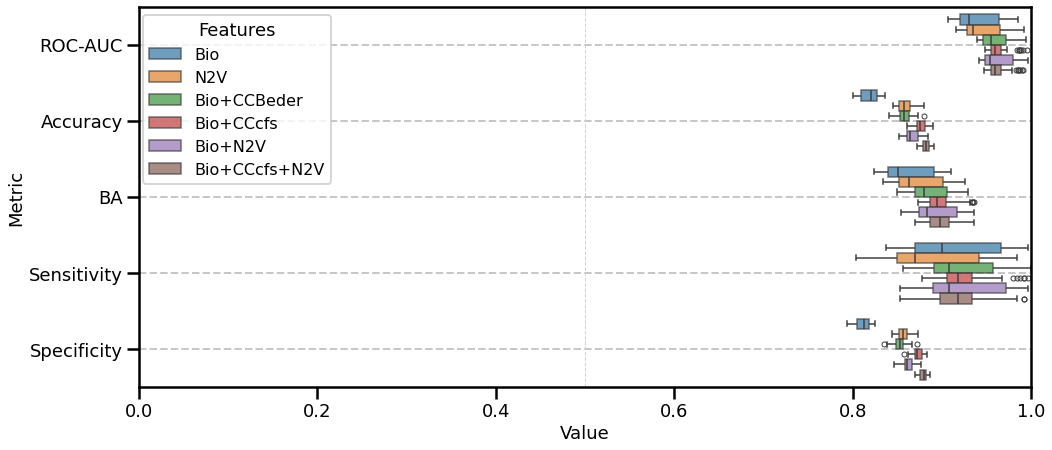 Features
Bio
N2V
Bio+CCBeder
Bio+CCcfs
Bio+N2V
Bio+CCcfs+N2V
Metric
ROC-AUC
Accuracy
BA
Sensitivity
Specificity
0.0 0.2 0.4 0.6 0.8 1.0
Value